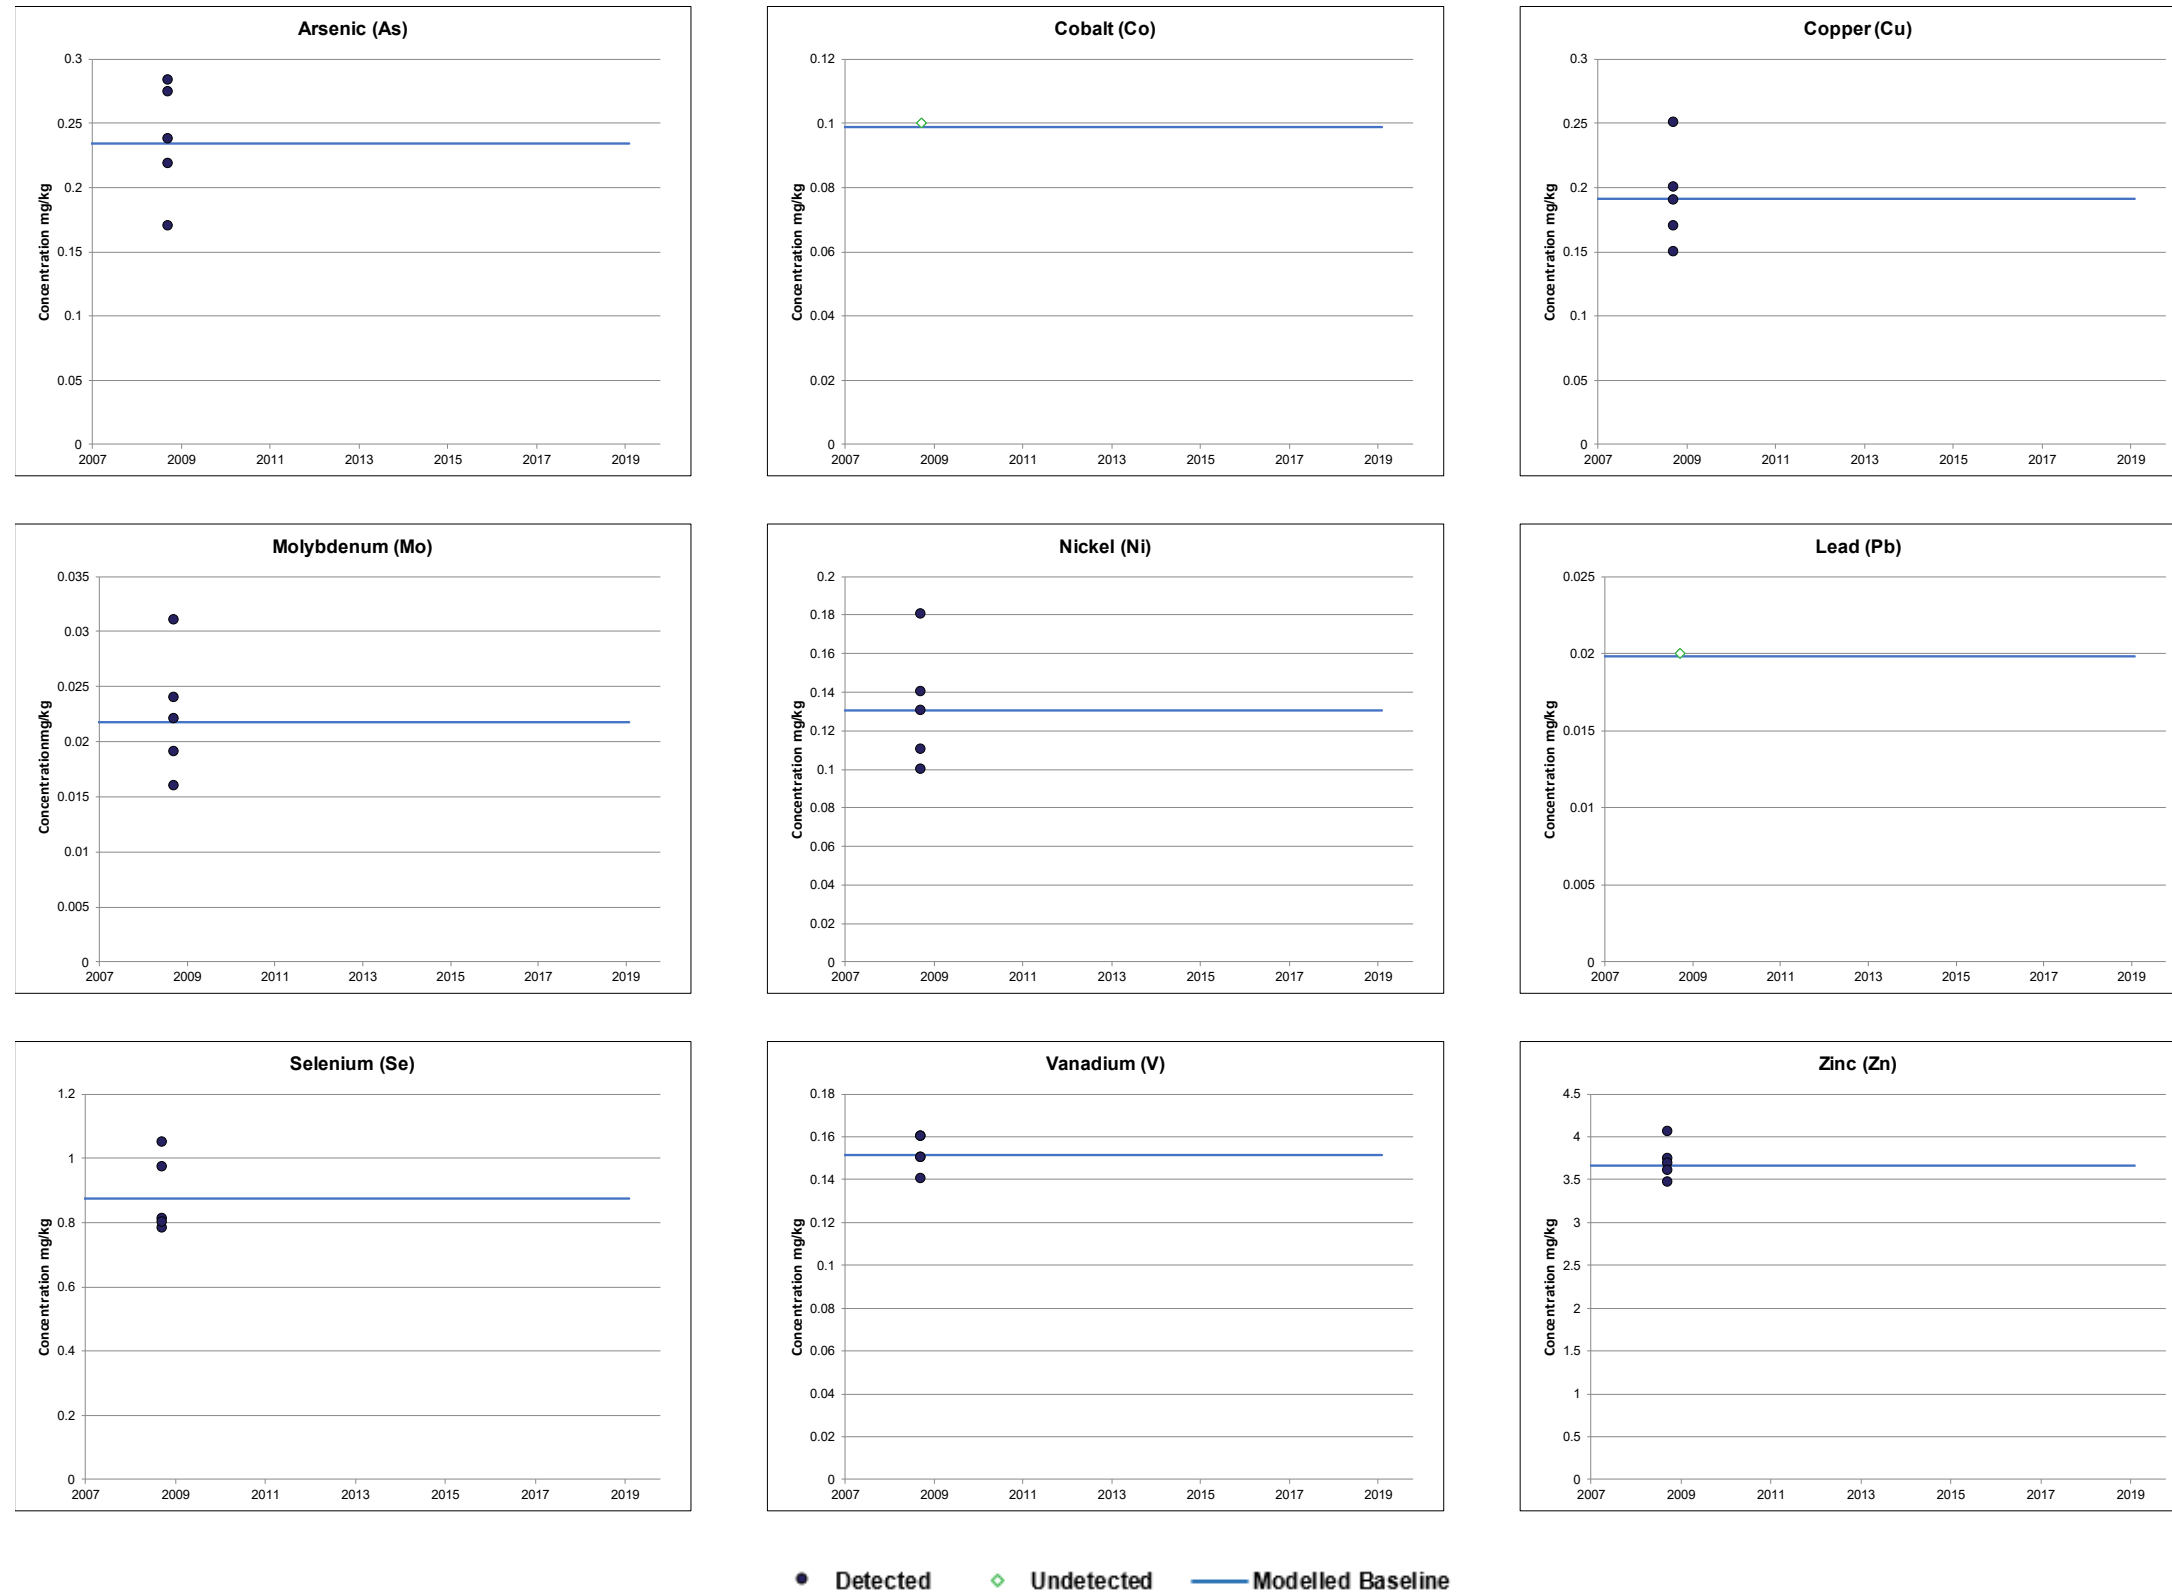 Arsenic (As)
0.3
0.25
0.2
0.15
0.1
0.05
0
Concentration mg/kg
2007 2009 2011 2013 2015 2017 2019
Cobalt (Co)
0.12
0.1
0.08
0.06
0.04
0.02
0
Concentration mg/kg
2007 2009 2011 2013 2015 2017 2019
Copper (Cu)
0.3
0.25
0.2
0.15
0.1
0.05
0
Concentration mg/kg
2007 2009 2011 2013 2015 2017 2019
Molybdenum (Mo)
0.035
0.03
0.025
0.02
0.015
0.01
0.005
0
Concentrationmg/kg
2007 2009 2011 2013 2015 2017 2019
Nickel (Ni)
0.2
0.18
0.16
0.14
0.12
0.1
0.08
0.06
0.04
0.02
0
Concentration mg/kg
2007 2009 2011 2013 2015 2017 2019
Lead (Pb)
0.025
0.02
0.015
0.01
0.005
0
Concentration mg/kg
2007 2009 2011 2013 2015 2017 2019
Selenium (Se)
1.2
1
0.8
0.6
0.4
0.2
0
Concentration mg/kg
2007 2009 2011 2013 2015 2017 2019
Vanadium (V)
0.18
0.16
0.14
0.12
0.1
0.08
0.06
0.04
0.02
0
Concentration mg/kg
2007 2009 2011 2013 2015 2017 2019
Zinc (Zn)
4.5
4
3.5
3
2.5
2
1.5
1
0.5
0
Concentration mg/kg
2007 2009 2011 2013 2015 2017 2019
Detected Undetected Modelled Baseline